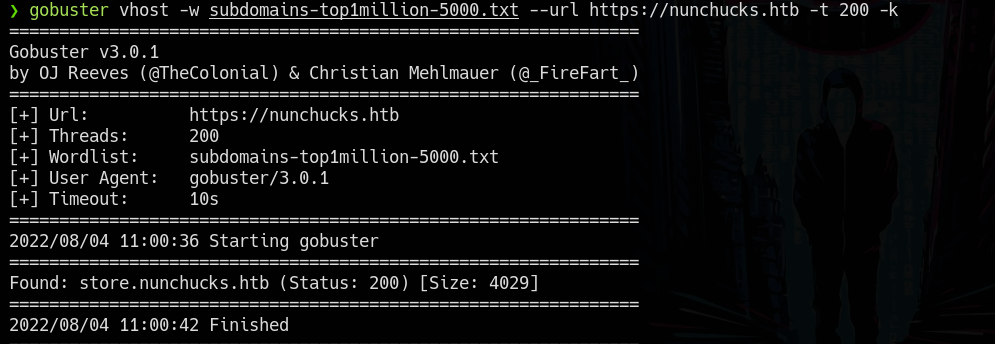 ❯ gobuster vhost -w subdomains-top1million-5000.txt --url https://nunchucks.htb -t 200 -k
===============================================================
Gobuster v3.0.1
by OJ Reeves (@TheColonial) & Christian Mehlmauer (@_FireFart_)
===============================================================
[+] Url:          https://nunchucks.htb
[+] Threads:      200
[+] Wordlist:     subdomains-top1million-5000.txt
[+] User Agent:   gobuster/3.0.1
[+] Timeout:      10s
===============================================================
2022/08/04 11:00:36 Starting gobuster
===============================================================
Found: store.nunchucks.htb (Status: 200) [Size: 4029]
===============================================================
2022/08/04 11:00:42 Finished
===============================================================